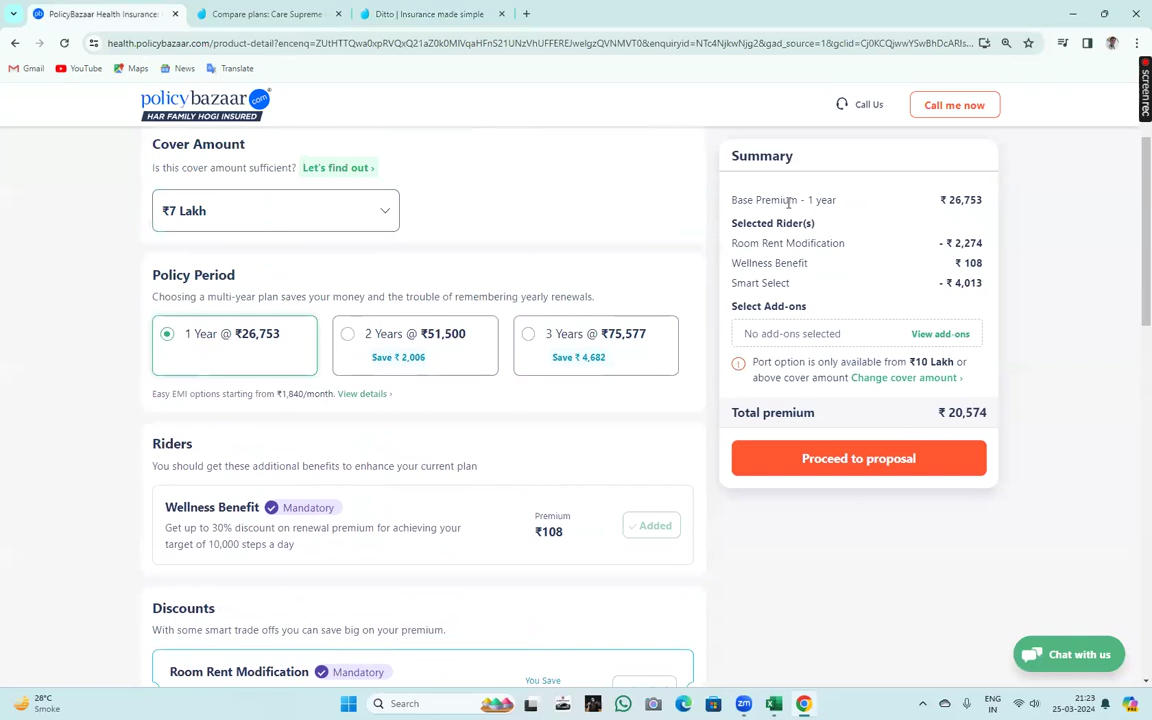 PolicyBazaar Health Insurance:
Compare plans: Care Supreme
Ditto | Insurance made simple
health.policybazaar.com/product-detail?encenq=ZUthTTQwa0xpRVQxQ21aZ0k0MlVqaHFnS21UNzVhUFFEREJwelgzQVNMVT0&enquiryid=NTc4NjkwNjg2&gad_source=1&gclid=Cj0KCQjwwYSwBhDcARIs...
Gmail
YouTube
Maps
News
Translate
policybazaar.com
HAR FAMILY HOGI INSURED
Call Us
Call me now
screenrec
Cover Amount
Is this cover amount sufficient? Let's find out ›
₹7 Lakh
Policy Period
Choosing a multi-year plan saves your money and the trouble of remembering yearly renewals.
1 Year @ ₹26,753
2 Years @ ₹51,500
Save ₹ 2,006
3 Years @ ₹75,577
Save ₹ 4,682
Easy EMI options starting from ₹1,840/month. View details ›
Riders
You should get these additional benefits to enhance your current plan
Wellness Benefit Mandatory
Get up to 30% discount on renewal premium for achieving your
target of 10,000 steps a day
Premium
₹108
Added
Discounts
With some smart trade offs you can save big on your premium.
Room Rent Modification Mandatory
You Save
Summary
Base Premium - 1 year ₹ 26,753
Selected Rider(s)
Room Rent Modification - ₹ 2,274
Wellness Benefit ₹ 108
Smart Select - ₹ 4,013
Select Add-ons
No add-ons selected View add-ons
Port option is only available from ₹10 Lakh or
above cover amount Change cover amount ›
Total premium ₹ 20,574
Proceed to proposal
Chat with us
28°C
Smoke
Search
zm
ENG
IN
21:23
25-03-2024